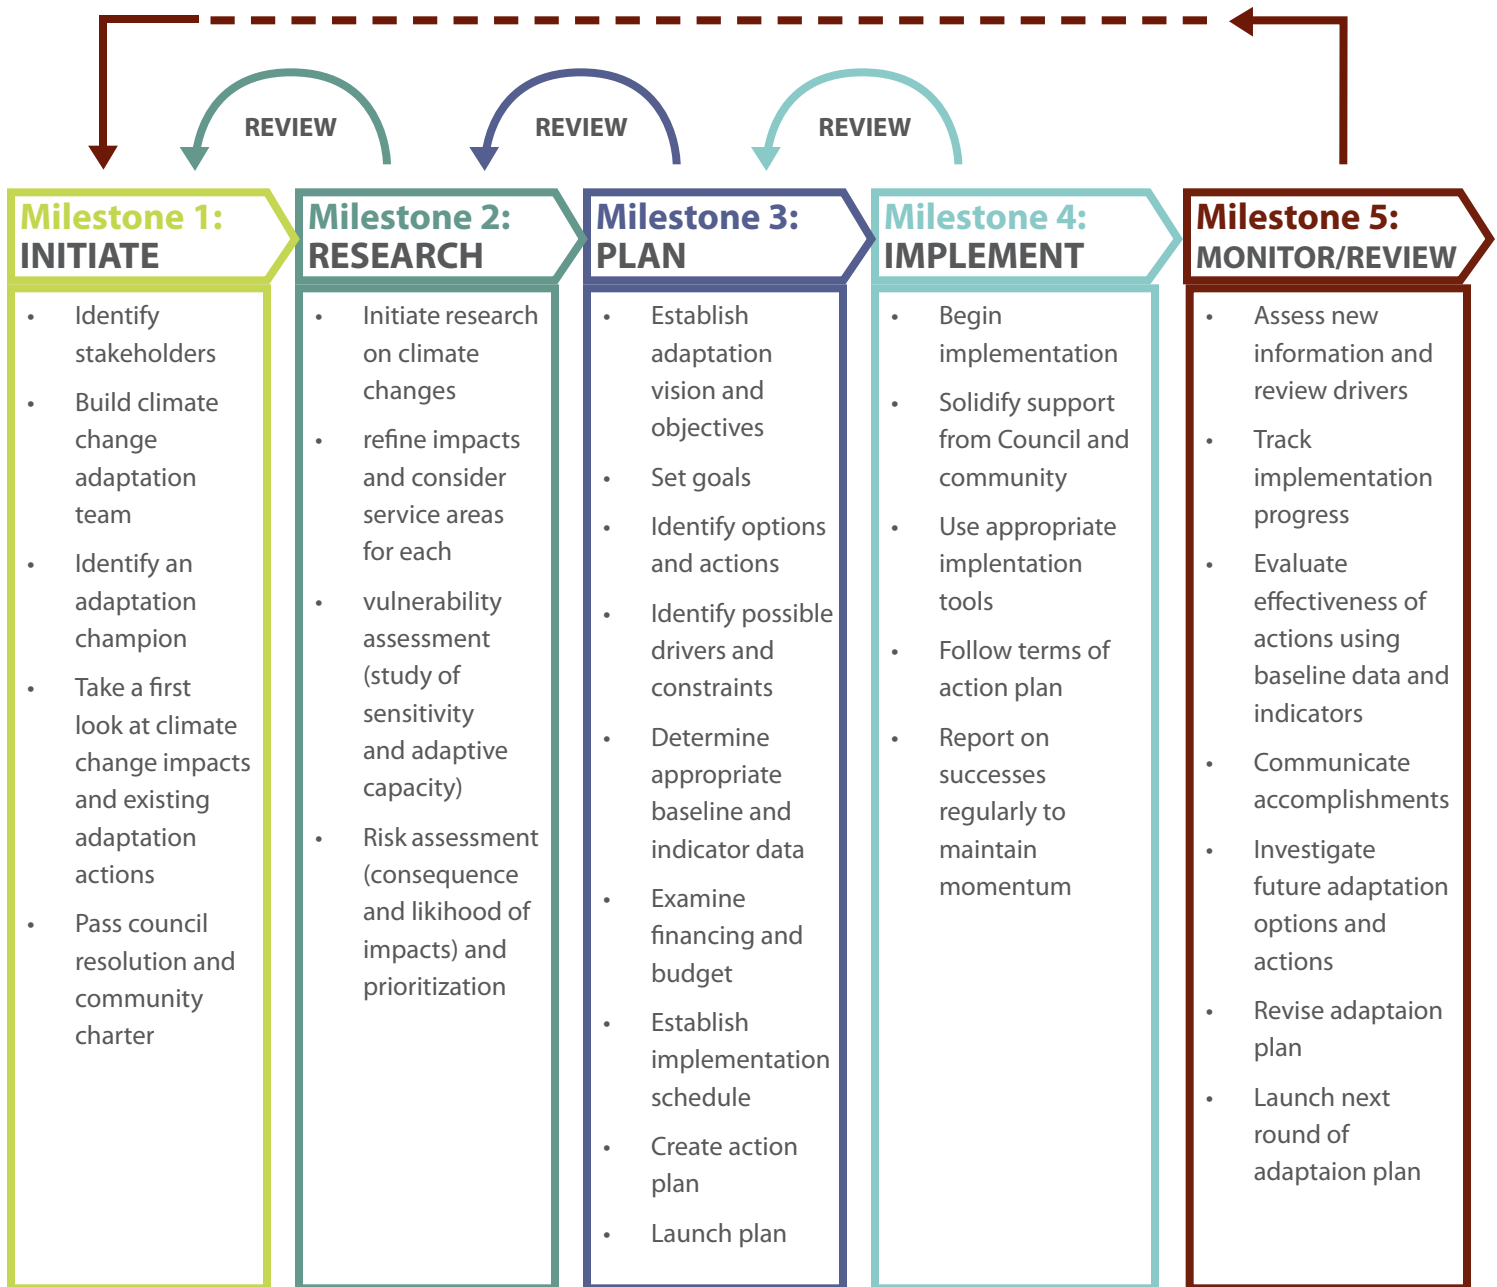 REVIEW
REVIEW
REVIEW
Milestone 1:
INITIATE
• Identify
stakeholders
• Build climate
change
adaptation
team
• Identify an
adaptation
champion
• Take a first
look at climate
change impacts
and existing
adaptation
actions
• Pass council
resolution and
community
charter
Milestone 2:
RESEARCH
• Initiate research
on climate
changes
• refine impacts
and consider
service areas
for each
• vulnerability
assessment
(study of
sensitivity
and adaptive
capacity)
• Risk assessment
(consequence
and likihood of
impacts) and
prioritization
Milestone 3:
PLAN
• Establish
adaptation
vision and
objectives
• Set goals
• Identify options
and actions
• Identify possible
drivers and
constraints
• Determine
appropriate
baseline and
indicator data
• Examine
financing and
budget
• Establish
implementation
schedule
• Create action
plan
• Launch plan
Milestone 4:
IMPLEMENT
• Begin
implementation
• Solidify support
from Council and
community
• Use appropriate
implentation
tools
• Follow terms of
action plan
• Report on
successes
regularly to
maintain
momentum
Milestone 5:
MONITOR/REVIEW
• Assess new
information and
review drivers
• Track
implementation
progress
• Evaluate
effectiveness of
actions using
baseline data and
indicators
• Communicate
accomplishments
• Investigate
future adaptation
options and
actions
• Revise adaptaion
plan
• Launch next
round of
adaptaion plan